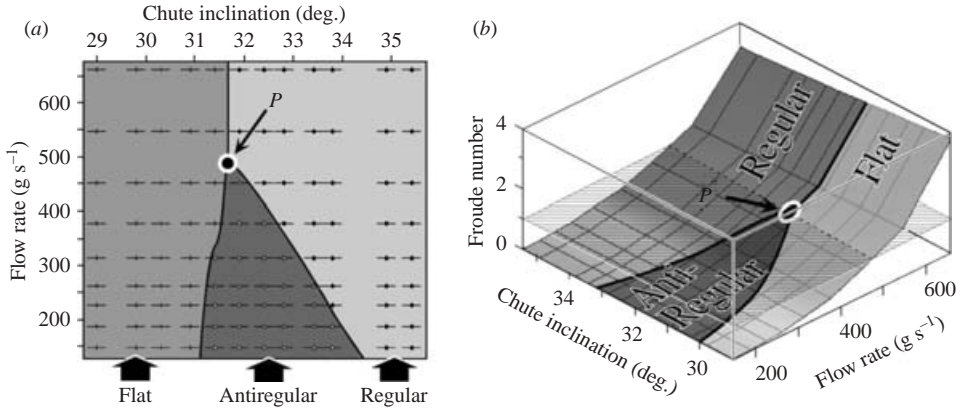 Chute inclination (deg.)
(a)
29 30 31 32 33 34 35
P
600
500
400
300
200
Flow rate (g s⁻¹)
Flat Antiregular Regular
(b)
4
2
0
Froude number
Regular
Flat
P
Anti-
Regular
34
32
30
Chute inclination (deg.)
200
400
600
Flow rate (g s⁻¹)